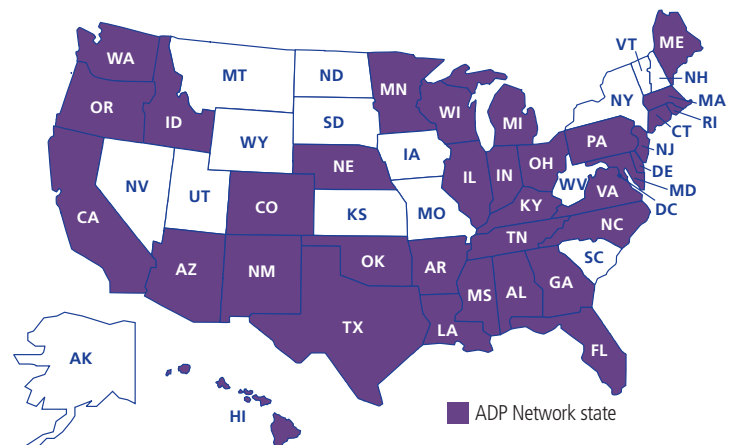 WA
MT
ND
MN
VT
ME
NH
OR
ID
SD
WI
NY
MA
WY
MI
RI
CT
IA
PA
NJ
NE
OH
NV
UT
IL
IN
DE
WV
MD
CA
CO
KS
MO
KY
VA
DC
NC
TN
AZ
NM
OK
AR
SC
MS
AL
GA
TX
LA
AK
FL
HI
ADP Network state